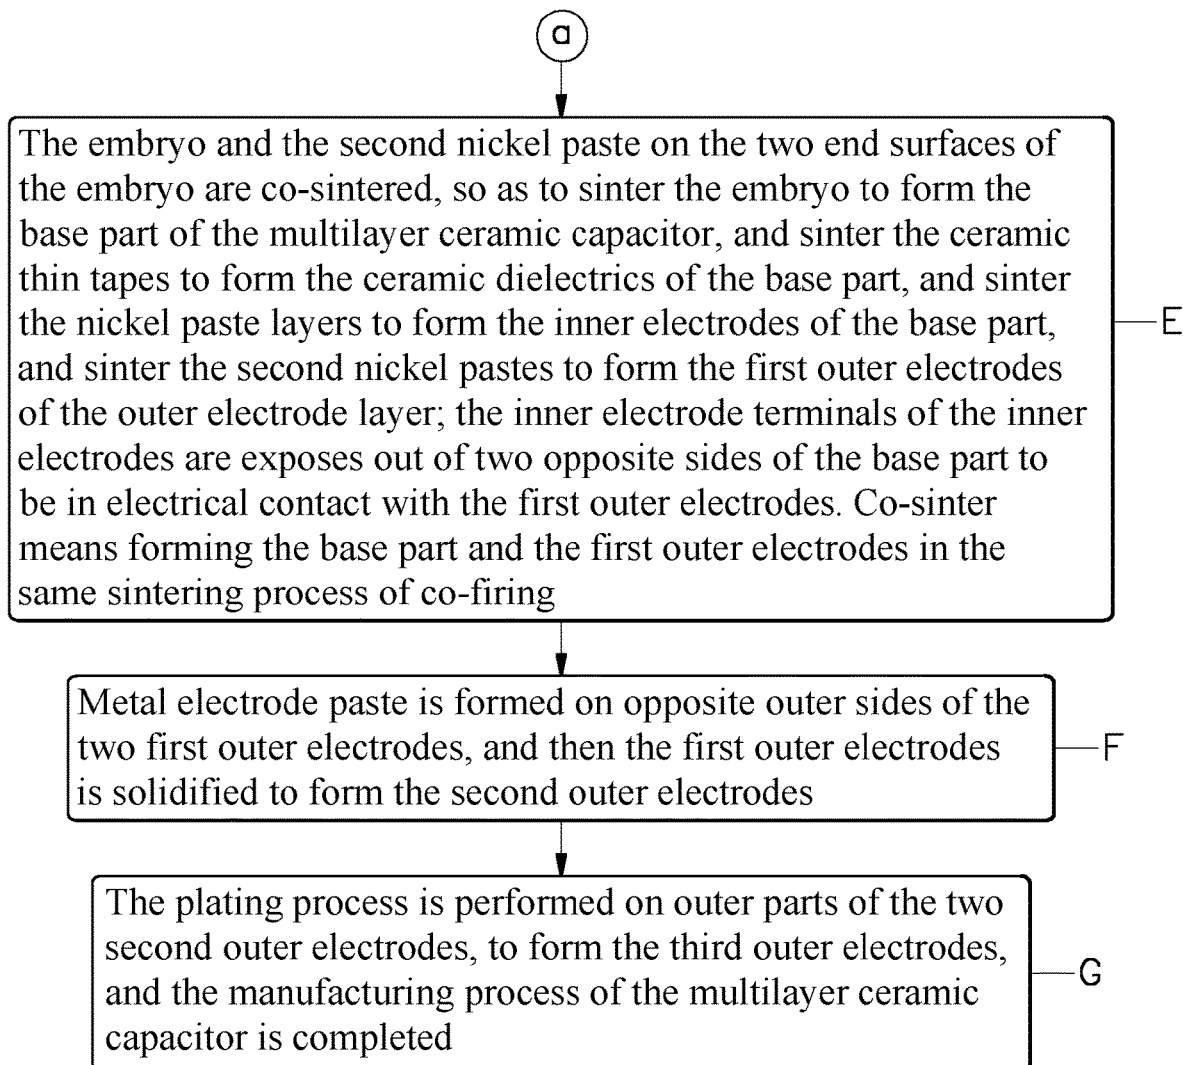 a
The embryo and the second nickel paste on the two end surfaces of
the embryo are co-sintered, so as to sinter the embryo to form the
base part of the multilayer ceramic capacitor, and sinter the ceramic
thin tapes to form the ceramic dielectrics of the base part, and sinter
the nickel paste layers to form the inner electrodes of the base part,
and sinter the second nickel pastes to form the first outer electrodes
of the outer electrode layer; the inner electrode terminals of the inner
electrodes are exposes out of two opposite sides of the base part to
be in electrical contact with the first outer electrodes. Co-sinter
means forming the base part and the first outer electrodes in the
same sintering process of co-firing
E
Metal electrode paste is formed on opposite outer sides of the
two first outer electrodes, and then the first outer electrodes
is solidified to form the second outer electrodes
F
The plating process is performed on outer parts of the two
second outer electrodes, to form the third outer electrodes,
and the manufacturing process of the multilayer ceramic
capacitor is completed
G